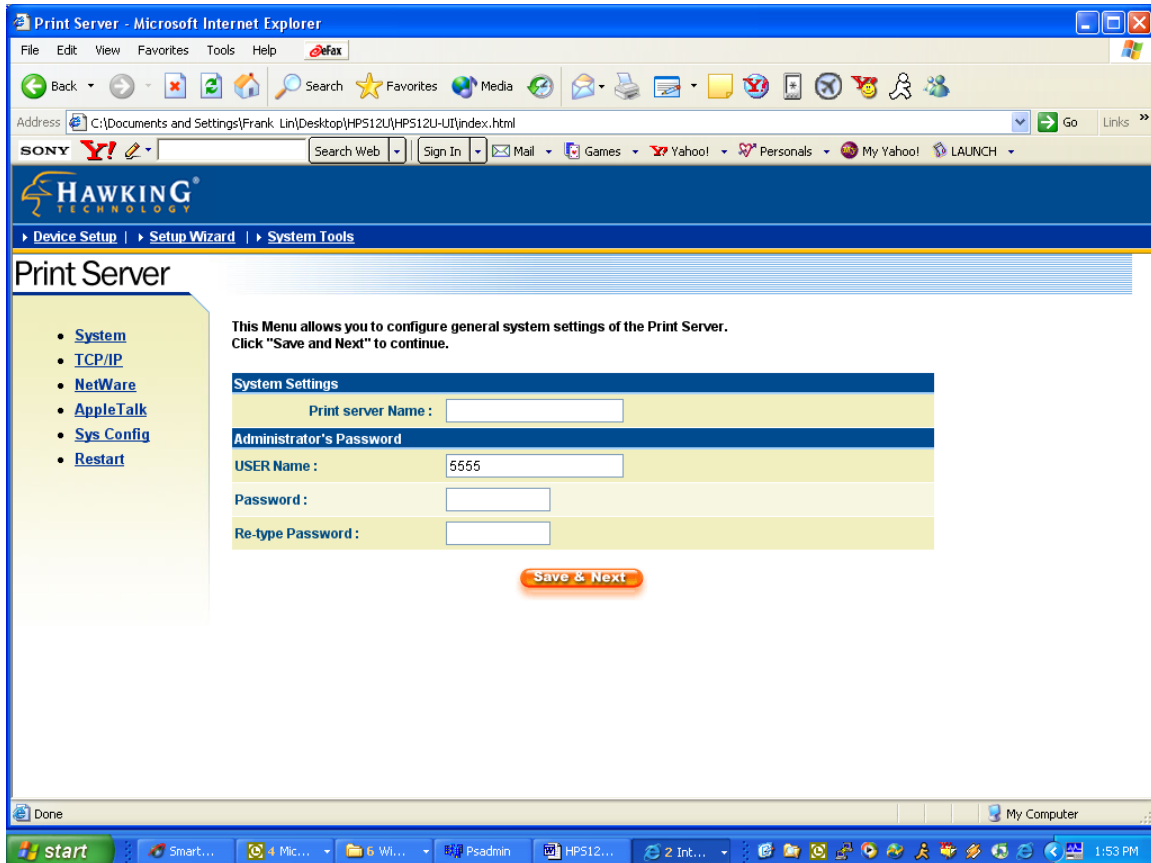 Print Server - Microsoft Internet Explorer
File Edit View Favorites Tools Help eFax
Back Search Favorites Media
Address C:\Documents and Settings\Frank Lin\Desktop\HPS12U\HPS12U-UI\index.html Go Links »
SONY Y! Search Web Sign In Mail Games Yahoo! Personals My Yahoo! LAUNCH
HAWKING®
TECHNOLOGY
Device Setup | Setup Wizard | System Tools
Print Server
This Menu allows you to configure general system settings of the Print Server.
Click "Save and Next" to continue.
• System
• TCP/IP
• NetWare
• AppleTalk
• Sys Config
• Restart
System Settings
Print server Name :
Administrator's Password
USER Name : 5555
Password :
Re-type Password :
Save & Next
Done My Computer
start Smart... 4 Mic... 6 Wi... Psadmin HPS12... 2 Int... 1:53 PM